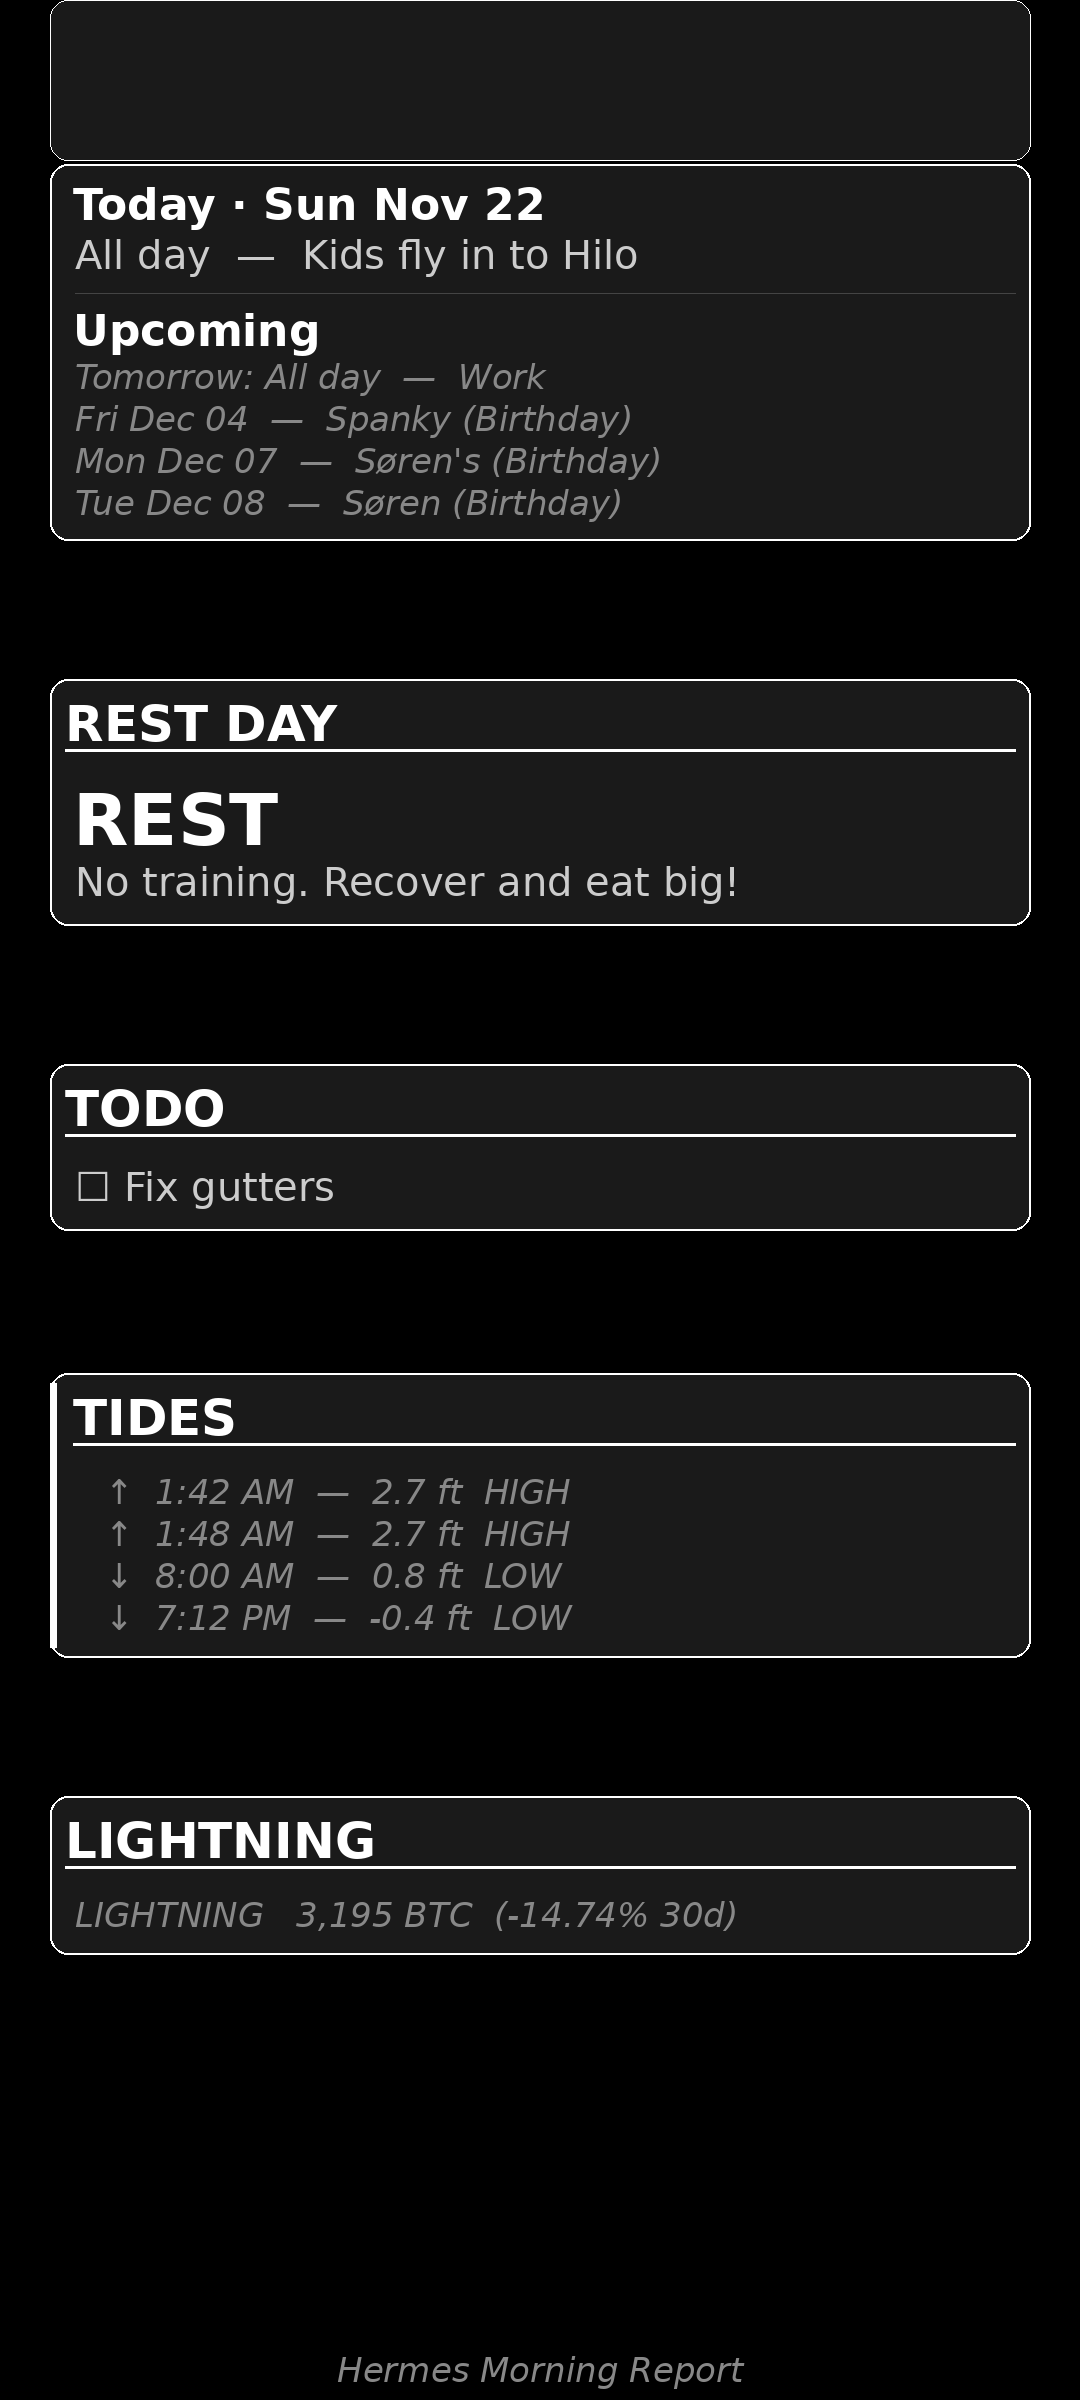 Today · Sun Nov 22
All day — Kids fly in to Hilo
Upcoming
Tomorrow: All day — Work
Fri Dec 04 — Spanky (Birthday)
Mon Dec 07 — Søren's (Birthday)
Tue Dec 08 — Søren (Birthday)
REST DAY
REST
No training. Recover and eat big!
TODO
☐ Fix gutters
TIDES
↑ 1:42 AM — 2.7 ft HIGH
↑ 1:48 AM — 2.7 ft HIGH
↓ 8:00 AM — 0.8 ft LOW
↓ 7:12 PM — -0.4 ft LOW
LIGHTNING
LIGHTNING 3,195 BTC (-14.74% 30d)
Hermes Morning Report